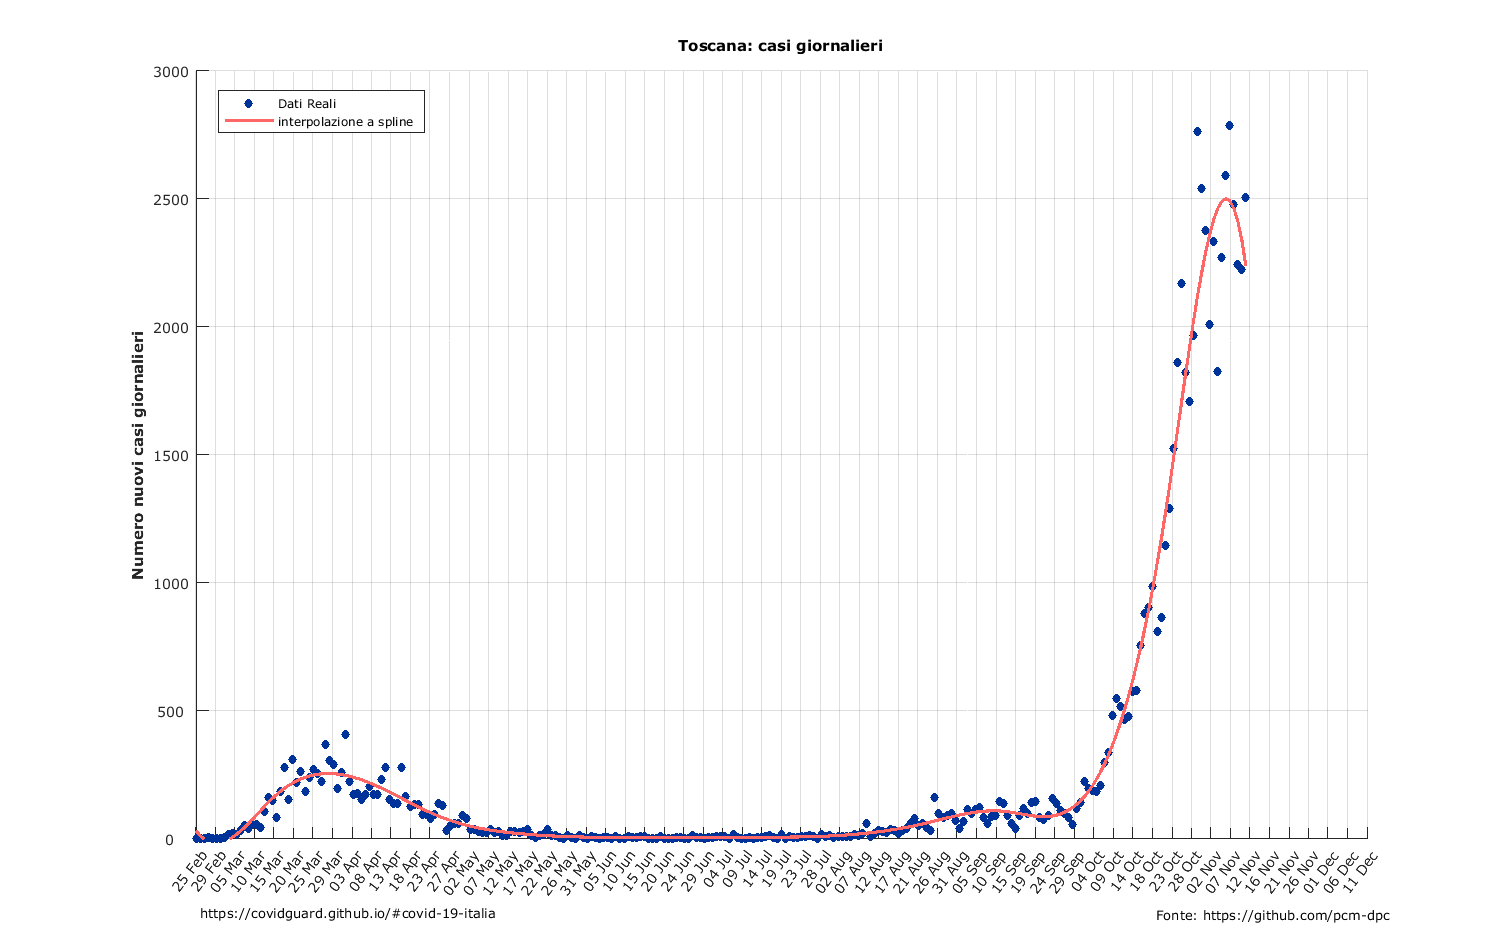 Toscana: casi giornalieri
Dati Reali
interpolazione a spline
Numero nuovi casi giornalieri
3000
2500
2000
1500
1000
500
0
25 Feb
29 Feb
05 Mar
10 Mar
15 Mar
20 Mar
25 Mar
29 Mar
03 Apr
08 Apr
13 Apr
18 Apr
23 Apr
27 Apr
02 May
07 May
12 May
17 May
22 May
26 May
31 May
05 Jun
10 Jun
15 Jun
20 Jun
24 Jun
29 Jun
04 Jul
09 Jul
14 Jul
19 Jul
23 Jul
28 Jul
02 Aug
07 Aug
12 Aug
17 Aug
21 Aug
26 Aug
31 Aug
05 Sep
10 Sep
15 Sep
19 Sep
24 Sep
29 Sep
04 Oct
09 Oct
14 Oct
18 Oct
23 Oct
28 Oct
02 Nov
07 Nov
12 Nov
16 Nov
21 Nov
26 Nov
01 Dec
06 Dec
11 Dec
https://covidguard.github.io/#covid-19-italia
Fonte: https://github.com/pcm-dpc